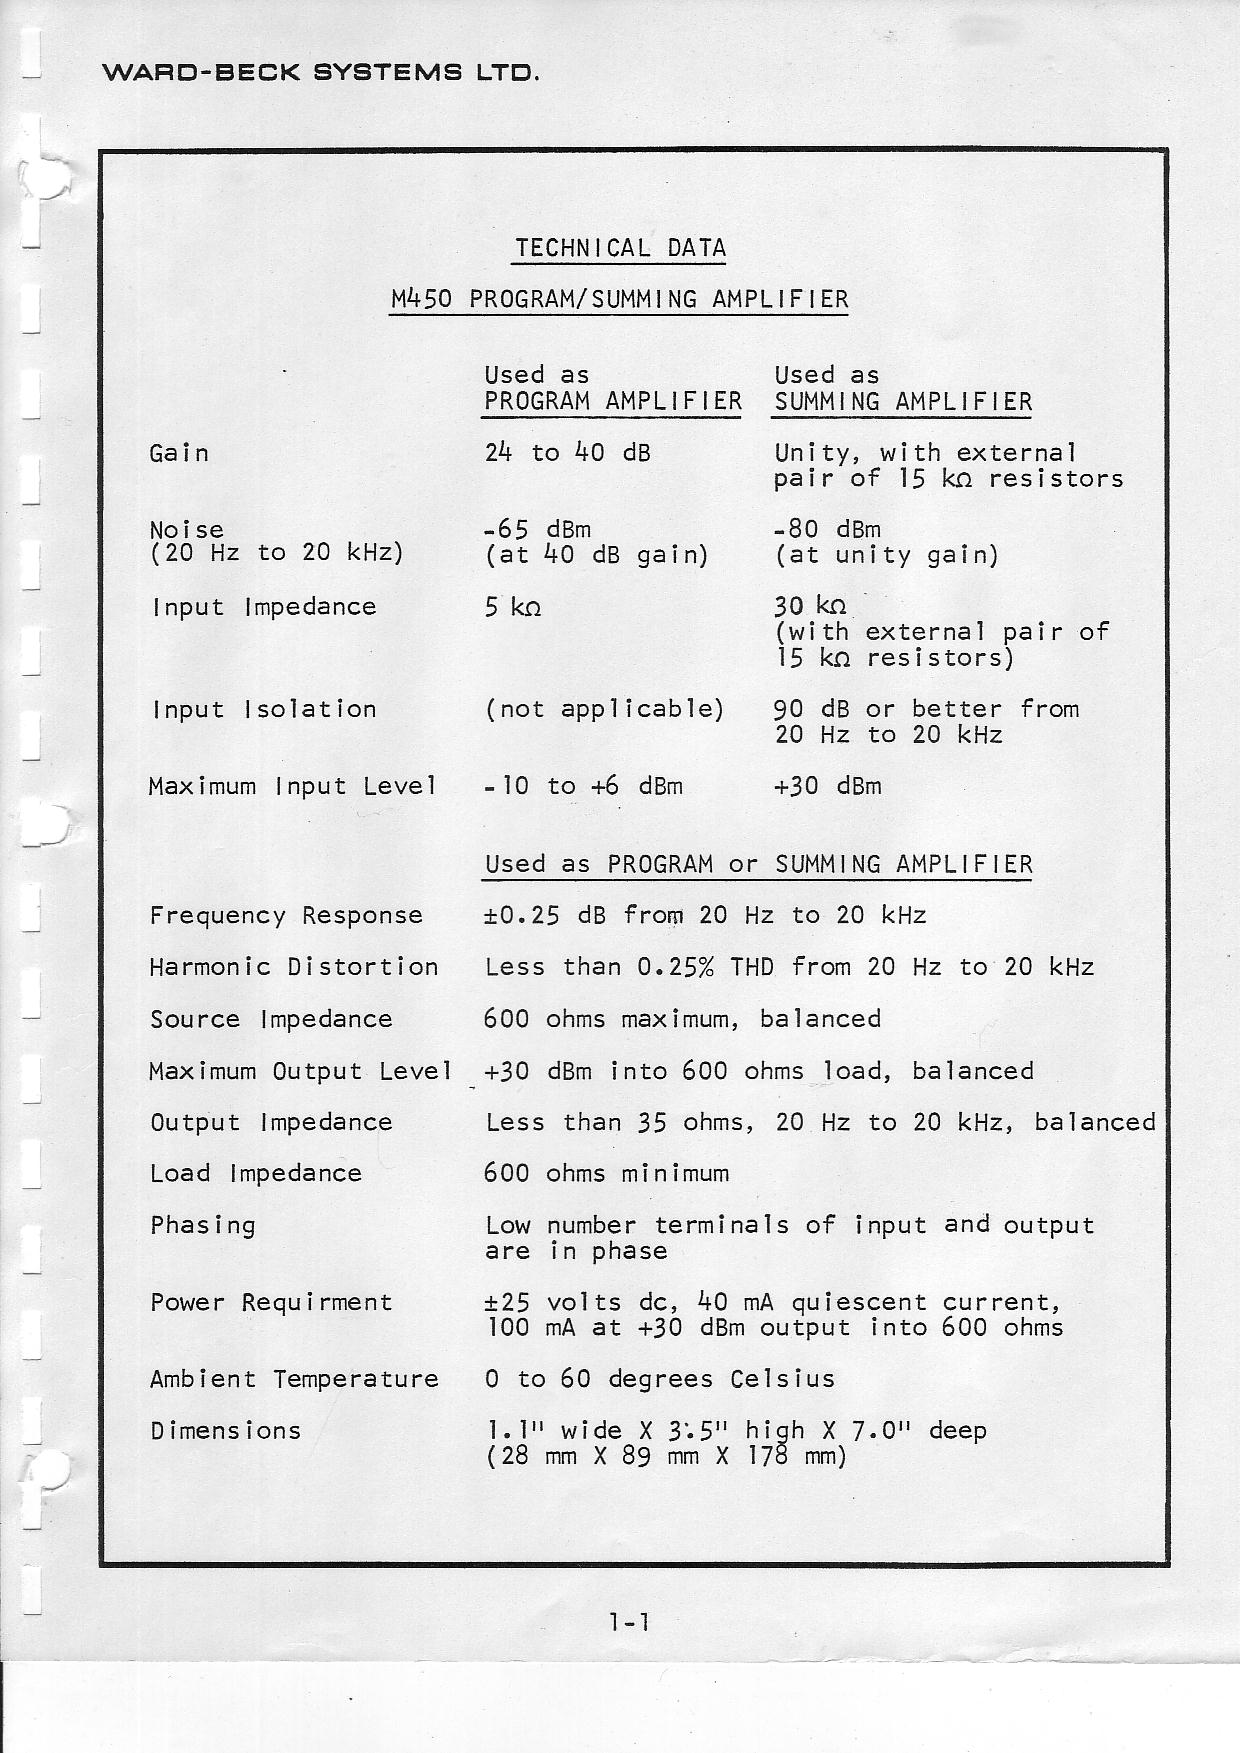 WARD-BECK SYSTEMS LTD.
TECHNICAL DATA
M450 PROGRAM/SUMMING AMPLIFIER
Used as Used as
PROGRAM AMPLIFIER SUMMING AMPLIFIER
Gain 24 to 40 dB Unity, with external
pair of 15 kΩ resistors
Noise -65 dBm -80 dBm
(20 Hz to 20 kHz) (at 40 dB gain) (at unity gain)
Input Impedance 5 kΩ 30 kΩ
(with external pair of
15 kΩ resistors)
Input Isolation (not applicable) 90 dB or better from
20 Hz to 20 kHz
Maximum Input Level -10 to +6 dBm +30 dBm
Used as PROGRAM or SUMMING AMPLIFIER
Frequency Response ±0.25 dB from 20 Hz to 20 kHz
Harmonic Distortion Less than 0.25% THD from 20 Hz to 20 kHz
Source Impedance 600 ohms maximum, balanced
Maximum Output Level +30 dBm into 600 ohms load, balanced
Output Impedance Less than 35 ohms, 20 Hz to 20 kHz, balanced
Load Impedance 600 ohms minimum
Phasing Low number terminals of input and output
are in phase
Power Requirment ±25 volts dc, 40 mA quiescent current,
100 mA at +30 dBm output into 600 ohms
Ambient Temperature 0 to 60 degrees Celsius
Dimensions 1.1" wide X 3.5" high X 7.0" deep
(28 mm X 89 mm X 178 mm)
1-1